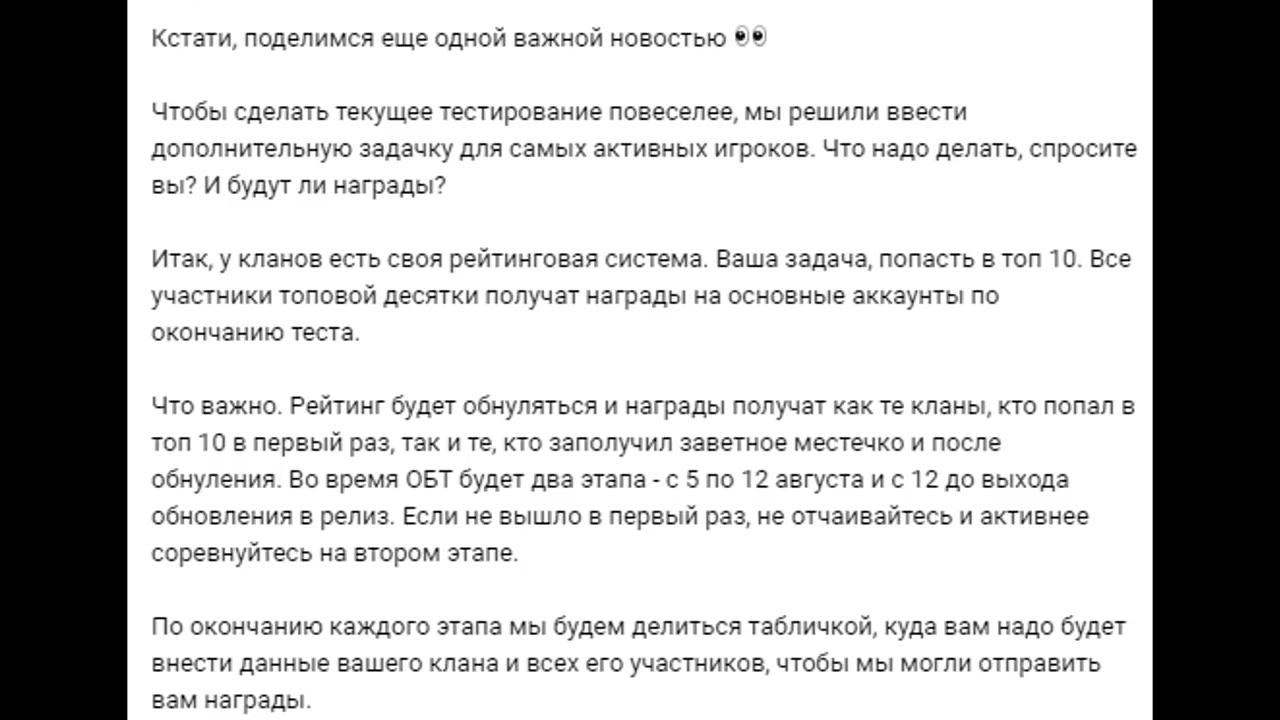 Кстати, поделимся еще одной важной новостью 👀
Чтобы сделать текущее тестирование повеселее, мы решили ввести
дополнительную задачку для самых активных игроков. Что надо делать, спросите
вы? И будут ли награды?
Итак, у кланов есть своя рейтинговая система. Ваша задача, попасть в топ 10. Все
участники топовой десятки получат награды на основные аккаунты по
окончанию теста.
Что важно. Рейтинг будет обнуляться и награды получат как те кланы, кто попал в
топ 10 в первый раз, так и те, кто заполучил заветное местечко и после
обнуления. Во время ОБТ будет два этапа - с 5 по 12 августа и с 12 до выхода
обновления в релиз. Если не вышло в первый раз, не отчаивайтесь и активнее
соревнуйтесь на втором этапе.
По окончанию каждого этапа мы будем делиться табличкой, куда вам надо будет
внести данные вашего клана и всех его участников, чтобы мы могли отправить
вам награды.